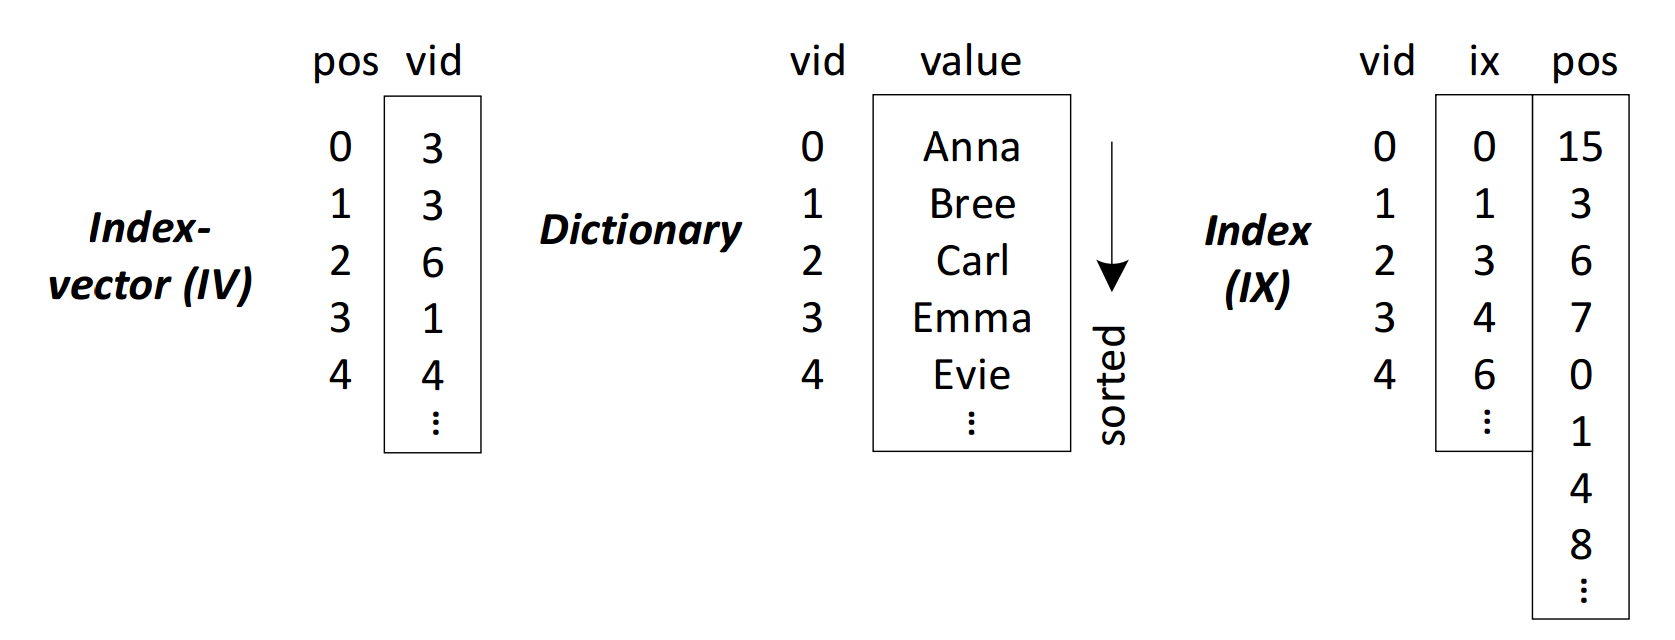 pos vid
0 3
1 3
2 6
3 1
4 4
⋮
Index-
vector (IV)
vid value
0 Anna
1 Bree
2 Carl
3 Emma
4 Evie
⋮
Dictionary
sorted
vid ix pos
0 0 15
1 1 3
2 3 6
3 4 7
4 6 0
⋮ 1
4
8
⋮
Index
(IX)